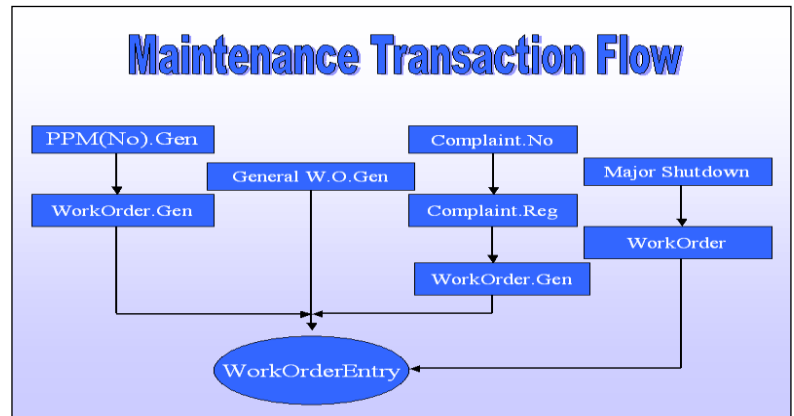 Maintenance Transaction Flow
PPM(No).Gen
Complaint.No
General W.O.Gen
Major Shutdown
WorkOrder.Gen
Complaint.Reg
WorkOrder
WorkOrder.Gen
WorkOrderEntry